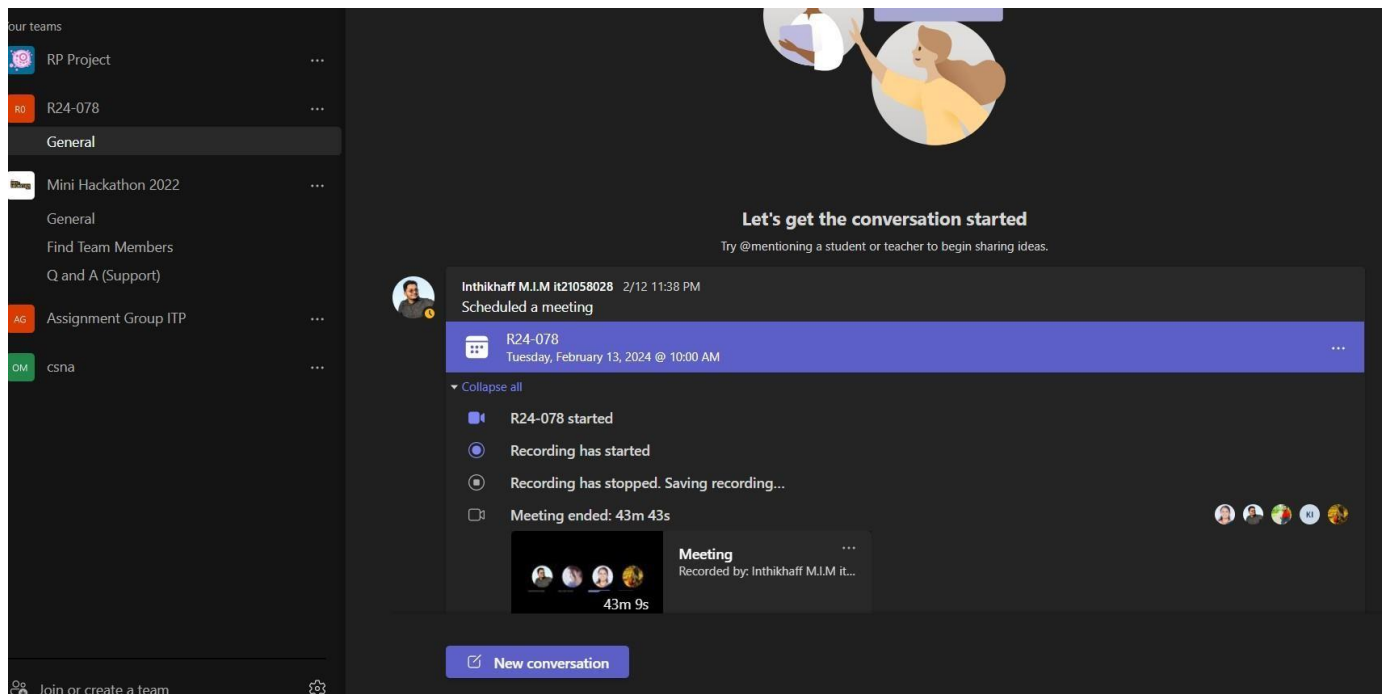 our teams
RP Project
R0
R24-078
General
Mini Hackathon 2022
General
Find Team Members
Q and A (Support)
AG
Assignment Group ITP
OM
csna
Join or create a team
Let's get the conversation started
Try @mentioning a student or teacher to begin sharing ideas.
Inthikhaff M.I.M it21058028 2/12 11:38 PM
Scheduled a meeting
R24-078
Tuesday, February 13, 2024 @ 10:00 AM
Collapse all
R24-078 started
Recording has started
Recording has stopped. Saving recording...
Meeting ended: 43m 43s
KI
Meeting
Recorded by: Inthikhaff M.I.M it...
43m 9s
New conversation